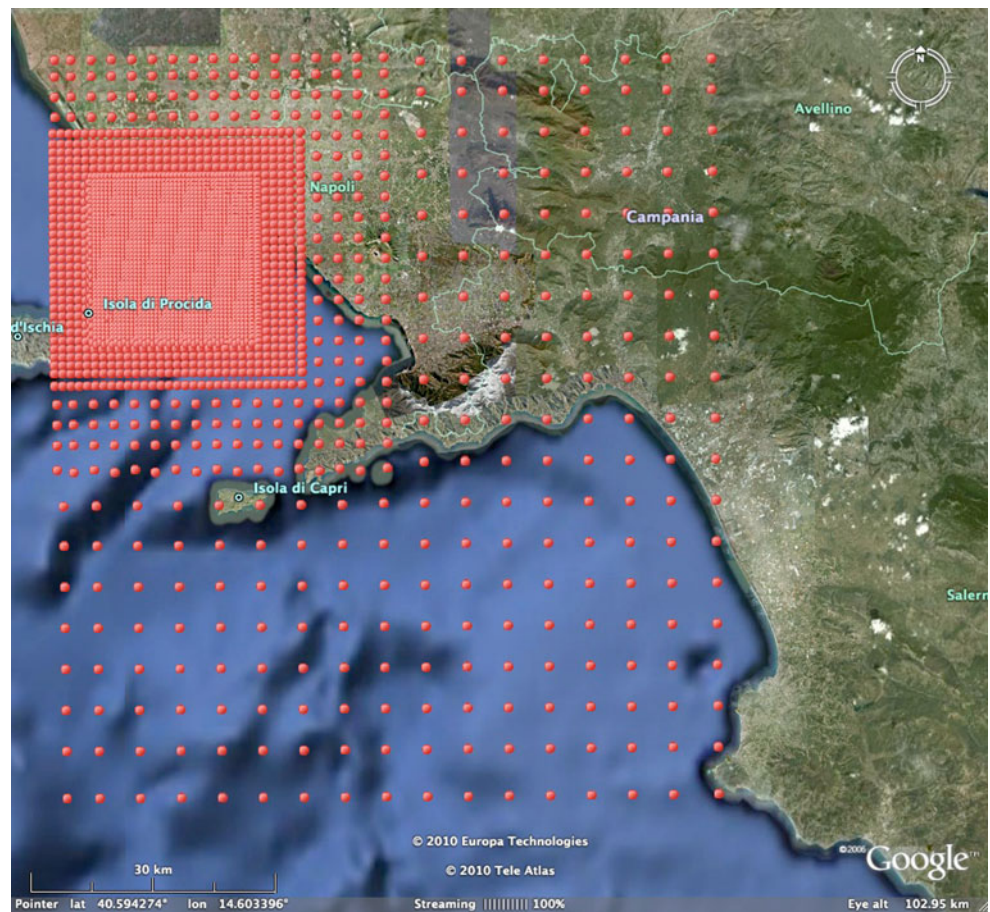 N
Avellino
Napoli
Campania
Isola di Procida
d'Ischia
Isola di Capri
Salern
© 2010 Europa Technologies
©2006 Google™
© 2010 Tele Atlas
30 km
Pointer lat 40.594274° lon 14.603396° Streaming |||||||||| 100% Eye alt 102.95 km